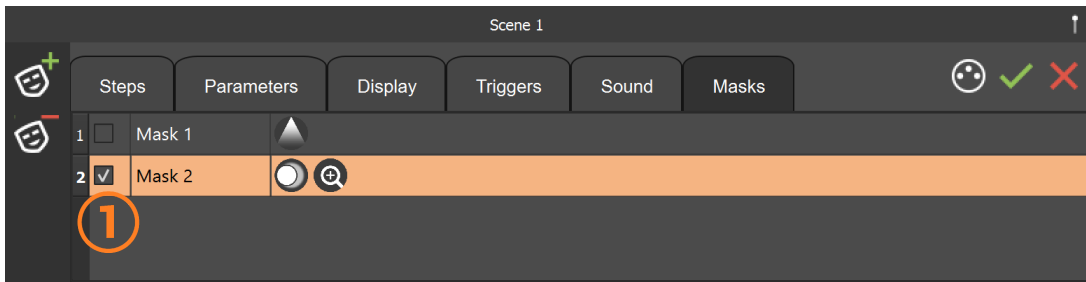 Scene 1
Steps Parameters Display Triggers Sound Masks
1 Mask 1
2 Mask 2
1